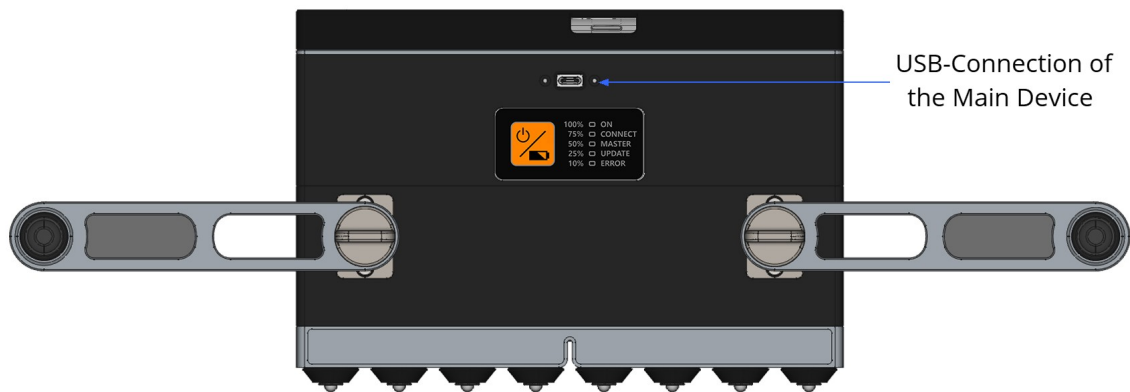 USB-Connection of
the Main Device
100% ON
75% CONNECT
50% MASTER
25% UPDATE
10% ERROR